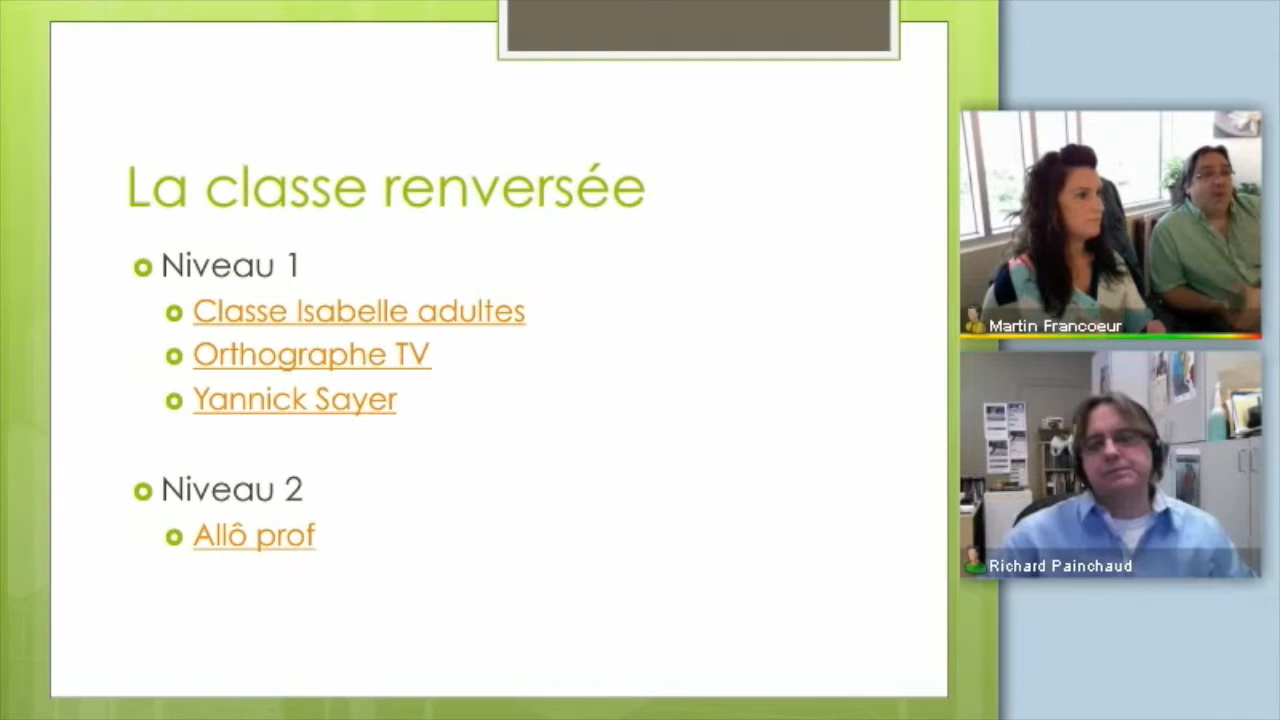 La classe renversée
Niveau 1
Classe Isabelle adultes
Orthographe TV
Yannick Sayer
Niveau 2
Allô prof
Martin Francoeur
Richard Painchaud